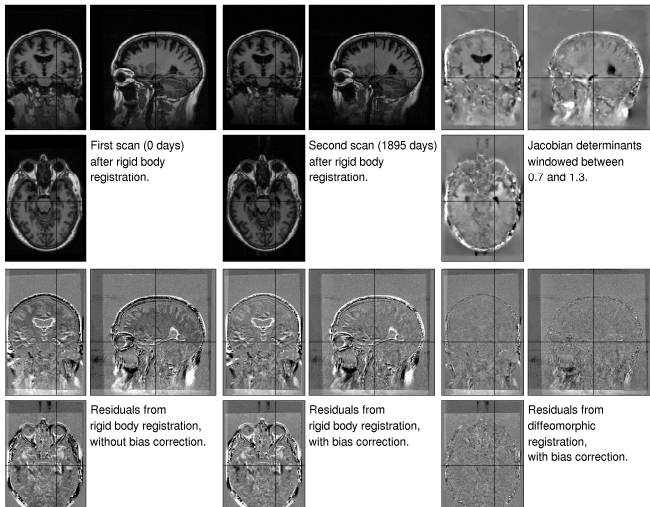 First scan (0 days)
after rigid body
registration.
Second scan (1895 days)
after rigid body
registration.
Jacobian determinants
windowed between
0.7 and 1.3.
Residuals from
rigid body registration,
without bias correction.
Residuals from
rigid body registration,
with bias correction.
Residuals from
diffeomorphic
registration,
with bias correction.